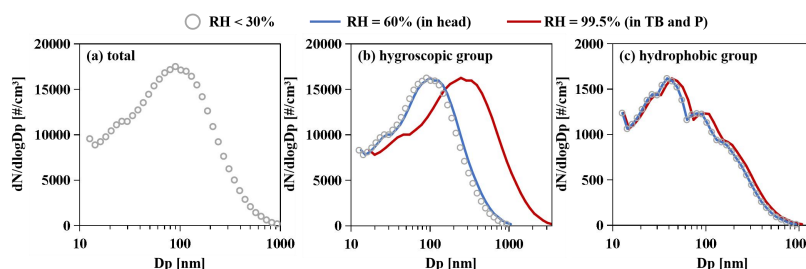 RH < 30% RH = 60% (in head) RH = 99.5% (in TB and P)
(a) total
dN/dlogDp [#/cm³]
20000
15000
10000
5000
0
10 100 1000
Dp [nm]
(b) hygroscopic group
dN/dlogDp [#/cm³]
20000
15000
10000
5000
0
10 100 1000
Dp [nm]
(c) hydrophobic group
dN/dlogDp [#/cm³]
2000
1500
1000
500
0
10 100 1000
Dp [nm]